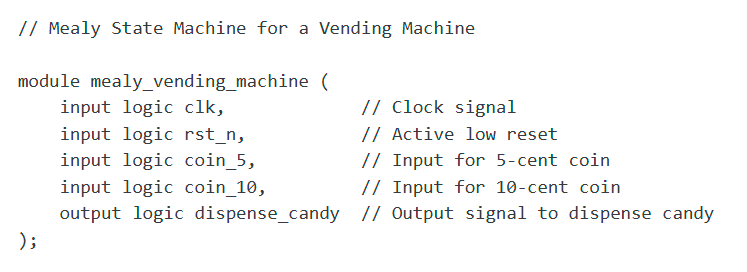 // Mealy State Machine for a Vending Machine
module mealy_vending_machine (
    input logic clk,             // Clock signal
    input logic rst_n,           // Active low reset
    input logic coin_5,          // Input for 5-cent coin
    input logic coin_10,         // Input for 10-cent coin
    output logic dispense_candy  // Output signal to dispense candy
);